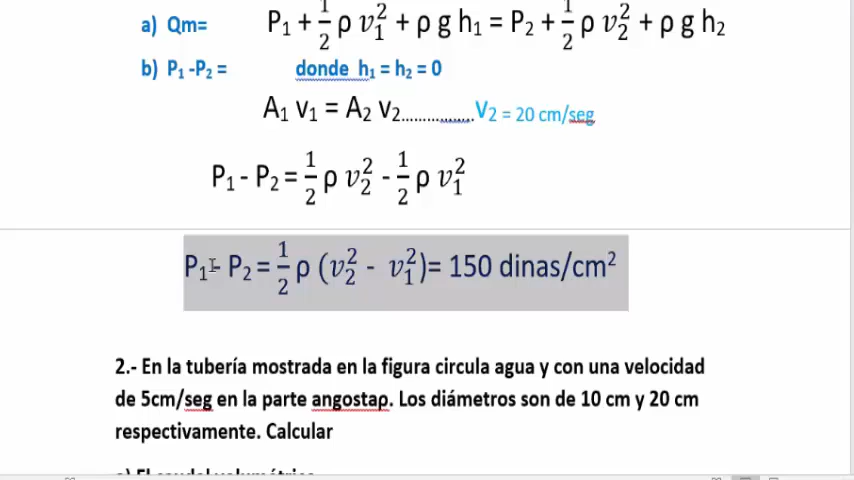 a) Qm= P₁ + 1/2 ρ v₁² + ρ g h₁ = P₂ + 1/2 ρ v₂² + ρ g h₂
b) P₁ -P₂ = donde h₁ = h₂ = 0
A₁ v₁ = A₂ v₂....................V₂ = 20 cm/seg
P₁ - P₂ = 1/2 ρ v₂² - 1/2 ρ v₁²
P₁ - P₂ = 1/2 ρ (v₂² - v₁²)= 150 dinas/cm²
2.- En la tubería mostrada en la figura circula agua y con una velocidad
de 5cm/seg en la parte angostap. Los diámetros son de 10 cm y 20 cm
respectivamente. Calcular
a) El caudal volumétrico